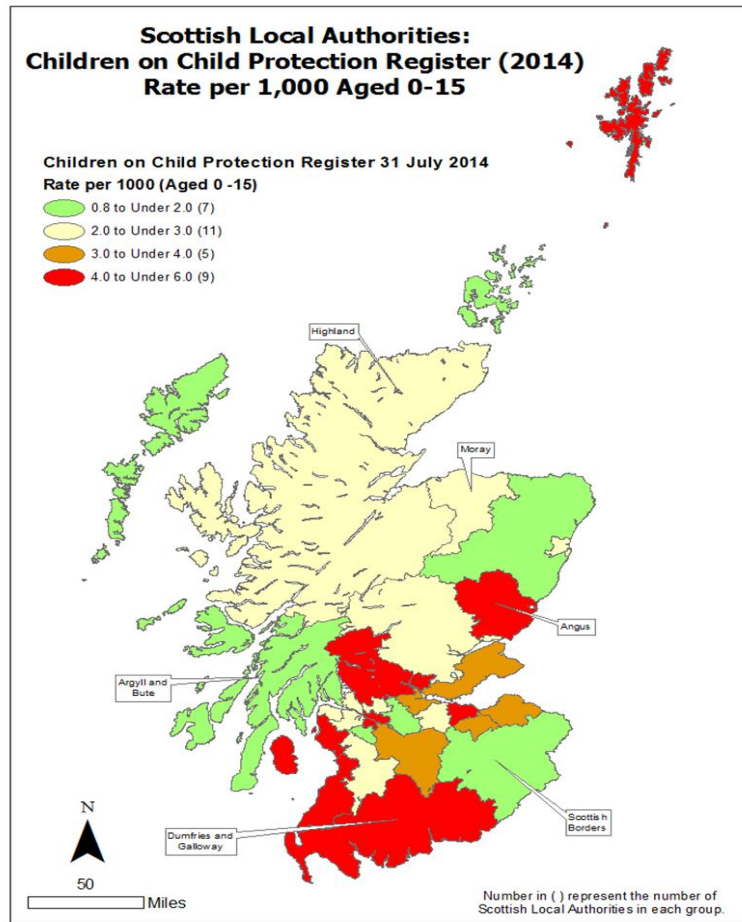 Scottish Local Authorities:
Children on Child Protection Register (2014)
Rate per 1,000 Aged 0-15
Children on Child Protection Register 31 July 2014
Rate per 1000 (Aged 0 -15)
0.8 to Under 2.0 (7)
2.0 to Under 3.0 (11)
3.0 to Under 4.0 (5)
4.0 to Under 6.0 (9)
Highland
Moray
Angus
Argyll and
Bute
Scottish
Borders
Dumfries and
Galloway
N
50
Miles
Number in ( ) represent the number of
Scottish Local Authorities in each group.